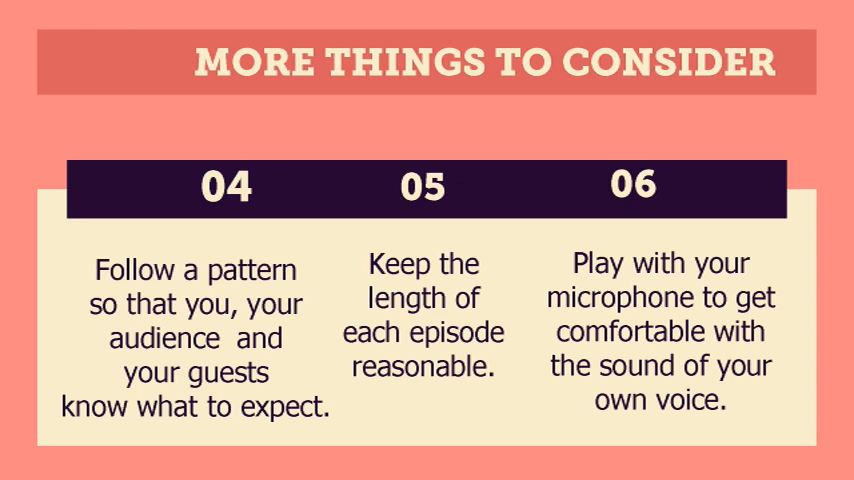 MORE THINGS TO CONSIDER
04
Follow a pattern
so that you, your
audience and
your guests
know what to expect.
05
Keep the
length of
each episode
reasonable.
06
Play with your
microphone to get
comfortable with
the sound of your
own voice.